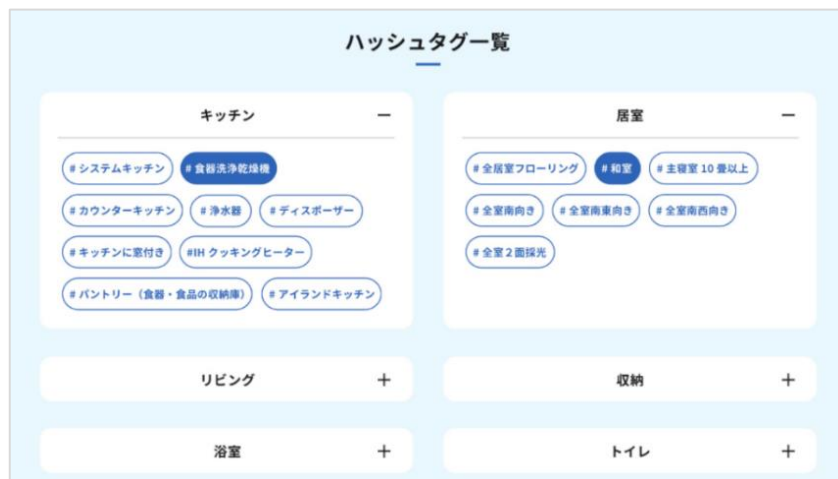 ハッシュタグ一覧
キッチン
# システムキッチン # 食器洗浄乾燥機
# カウンターキッチン # 浄水器 # ディスポーザー
# キッチンに窓付き #IH クッキングヒーター
# パントリー（食器・食品の収納庫） # アイランドキッチン
居室
# 全居室フローリング # 和室 # 主寝室 10 畳以上
# 全室南向き # 全室南東向き # 全室南西向き
# 全室２面採光
リビング
収納
浴室
トイレ